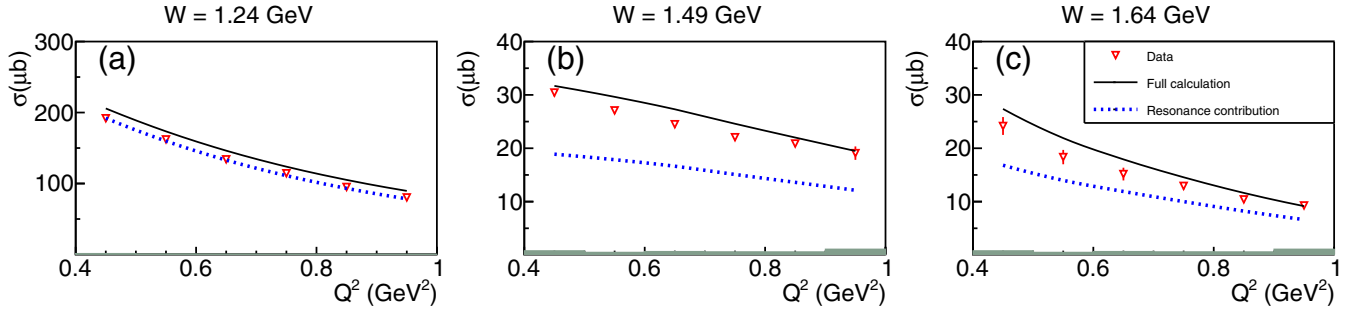 W = 1.24 GeV
W = 1.49 GeV
W = 1.64 GeV
(a)
σ(μb)
300
200
100
0.4
0.6
0.8
1
Q² (GeV²)
(b)
σ(μb)
40
30
20
10
0.4
0.6
0.8
1
Q² (GeV²)
(c)
σ(μb)
40
30
20
10
0.4
0.6
0.8
1
Q² (GeV²)
Data
Full calculation
Resonance contribution